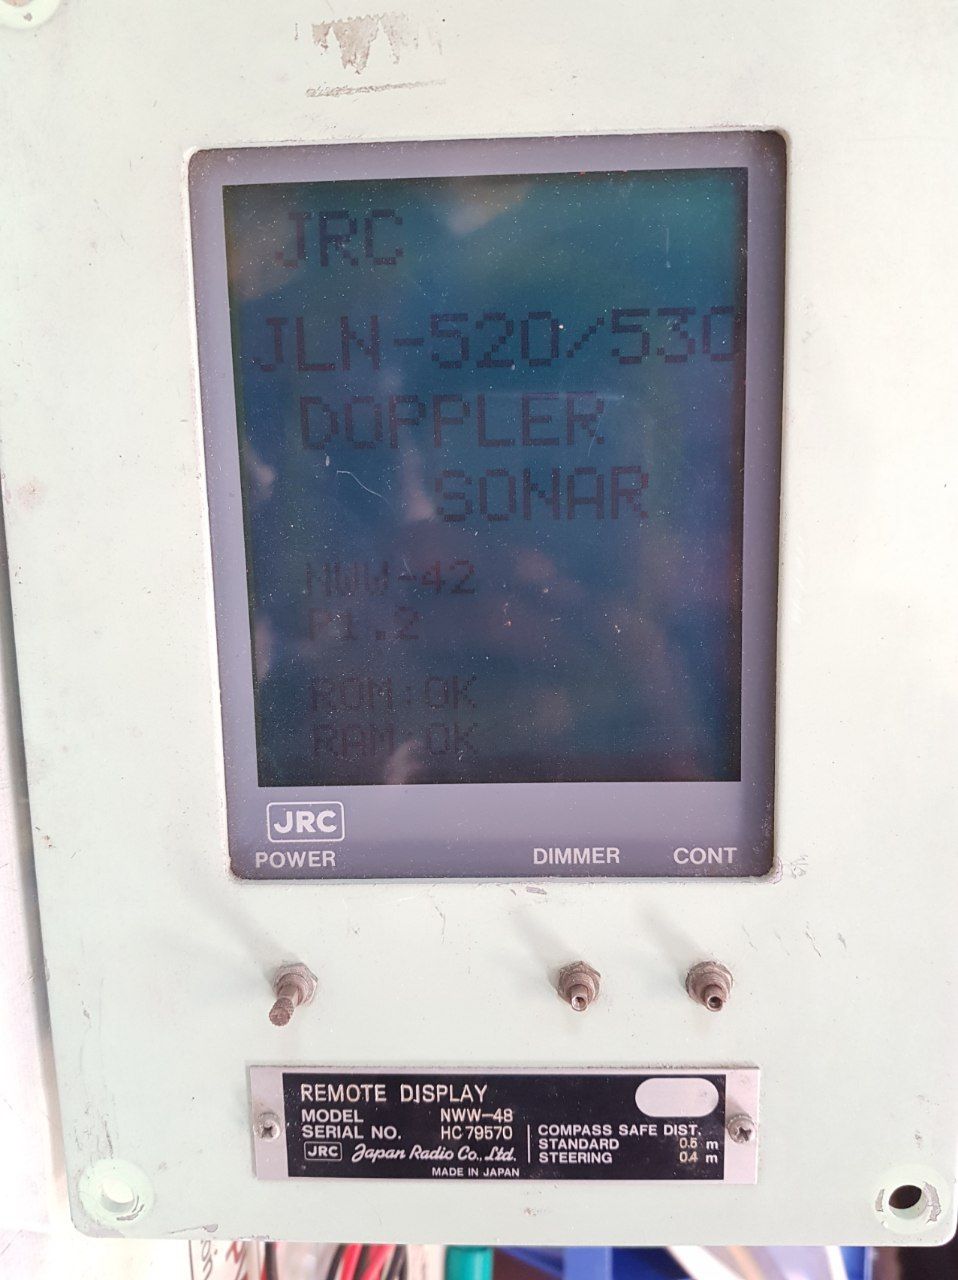 JRC
JLN-520/530
DOPPLER
SONAR
NWW-42
P1.2
ROM:OK
RAM:OK
JRC
POWER
DIMMER
CONT
REMOTE DISPLAY
MODEL NWW-48
SERIAL NO. HC79570
JRC Japan Radio Co., Ltd.
MADE IN JAPAN
COMPASS SAFE DIST.
STANDARD 0.5 m
STEERING 0.4 m